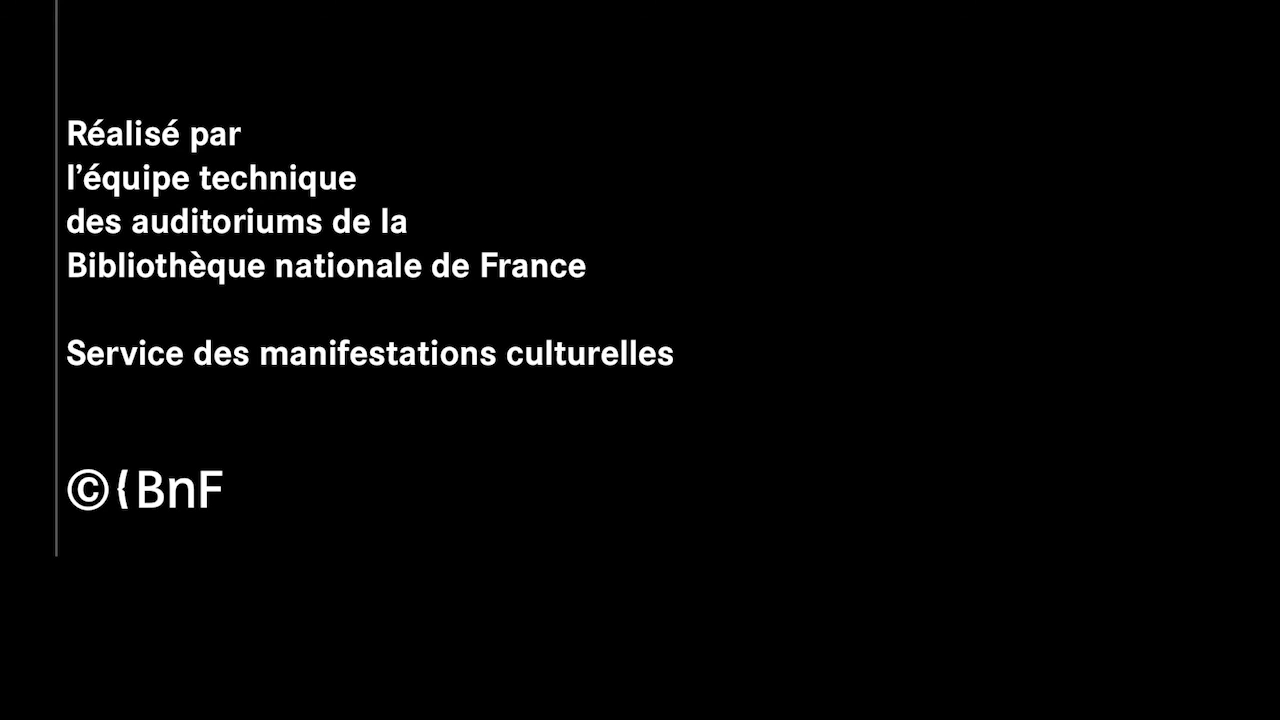 Réalisé par
l’équipe technique
des auditoriums de la
Bibliothèque nationale de France
Service des manifestations culturelles
© { BnF